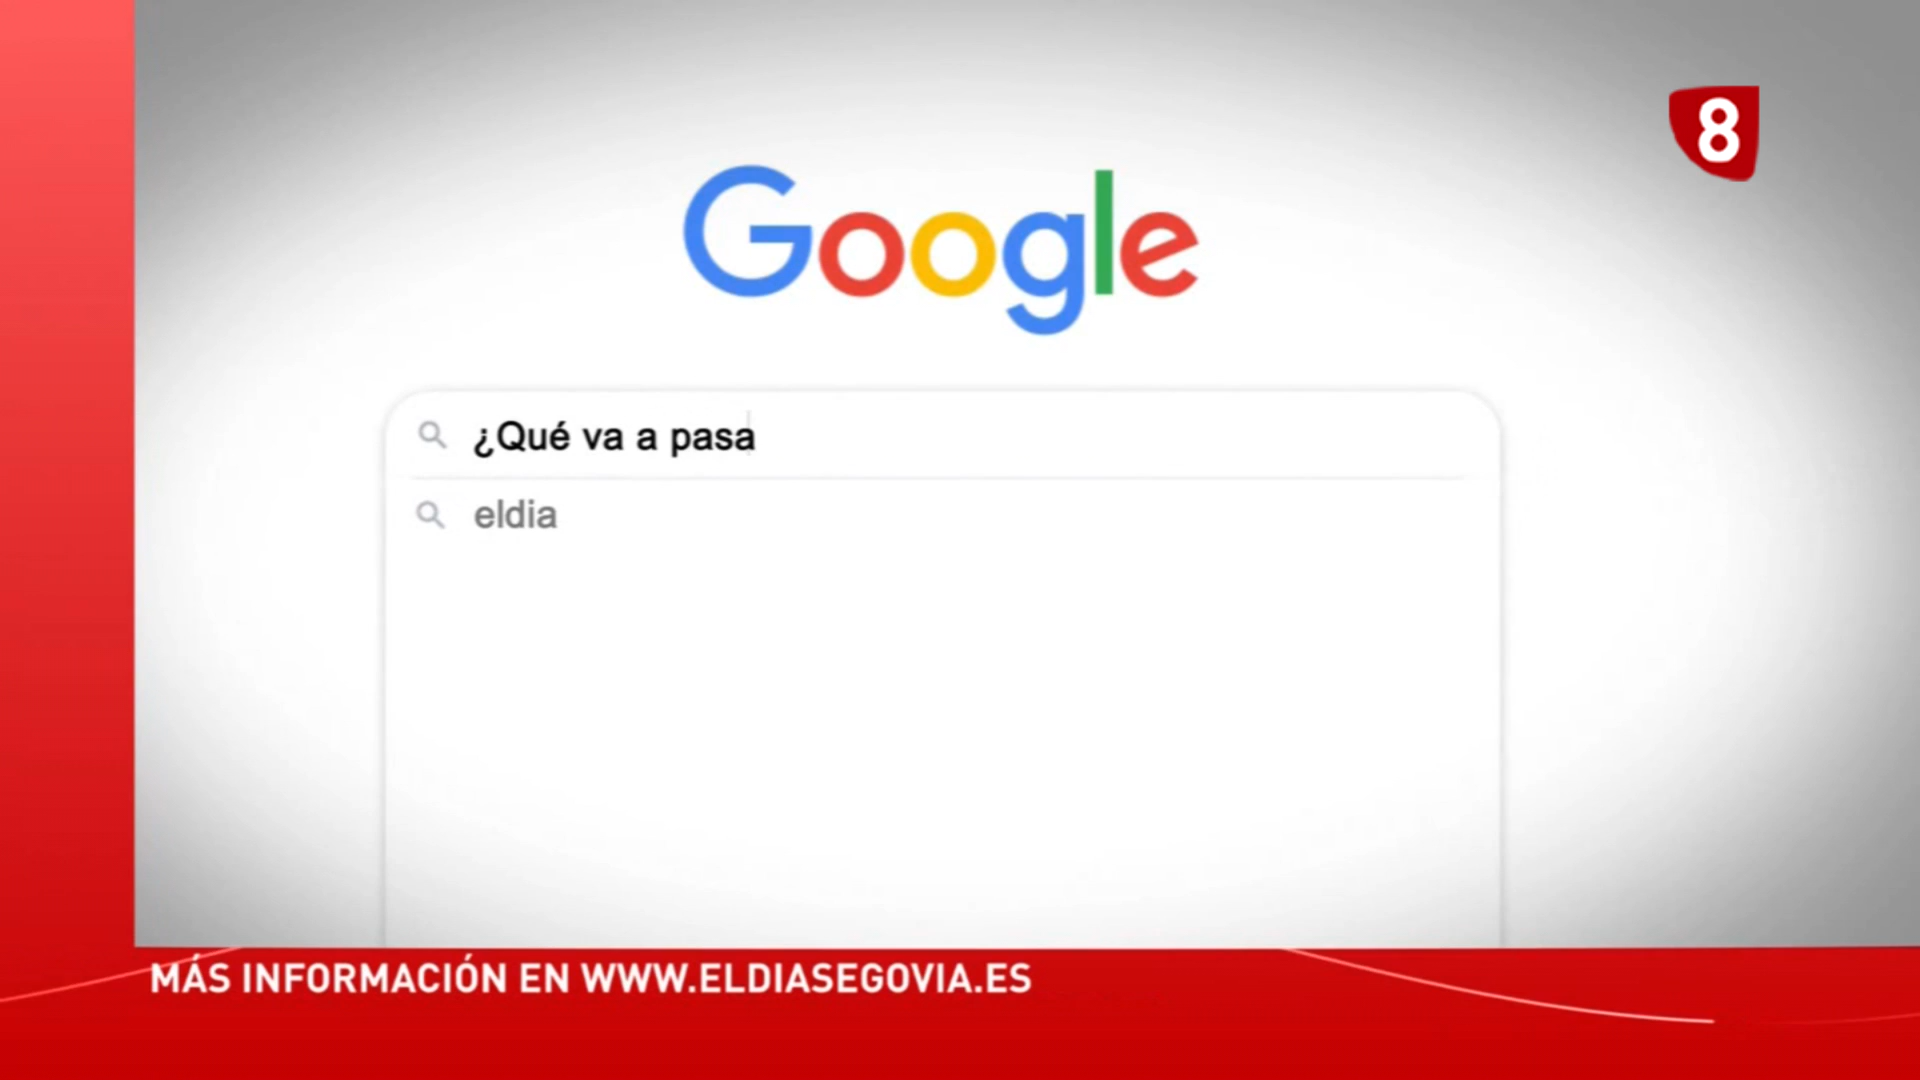 8
Google
¿Qué va a pasa
eldia
MÁS INFORMACIÓN EN WWW.ELDIASEGOVIA.ES